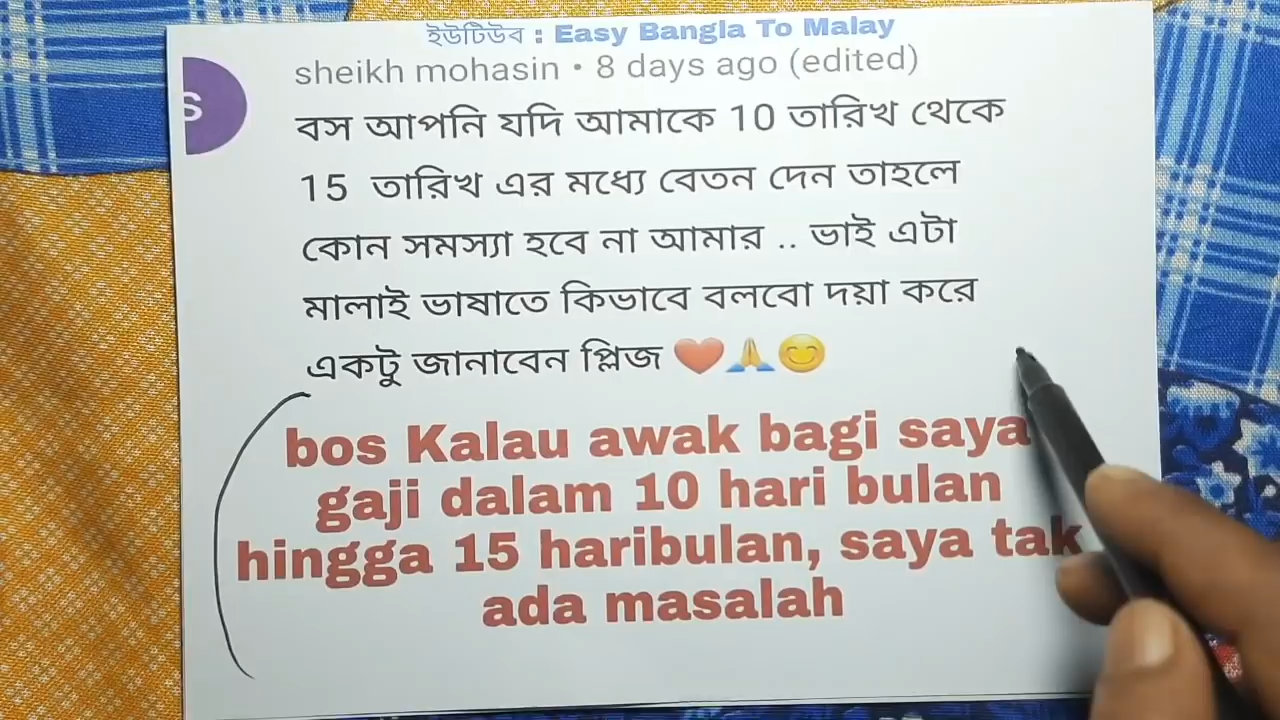 ইউটিউব : Easy Bangla To Malay
sheikh mohasin • 8 days ago (edited)
S
বস আপনি যদি আমাকে 10 তারিখ থেকে
15 তারিখ এর মধ্যে বেতন দেন তাহলে
কোন সমস্যা হবে না আমার .. ভাই এটা
মালাই ভাষাতে কিভাবে বলবো দয়া করে
একটু জানাবেন প্লিজ ❤️🙏😊
bos Kalau awak bagi saya
gaji dalam 10 hari bulan
hingga 15 haribulan, saya tak
ada masalah